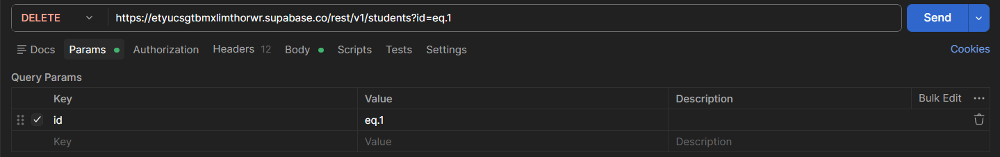 DELETE https://etyucsgtbmxlimthorwr.supabase.co/rest/v1/students?id=eq.1 Send
Docs Params Authorization Headers 12 Body Scripts Tests Settings Cookies
Query Params
Key Value Description Bulk Edit
id eq.1
Key Value Description